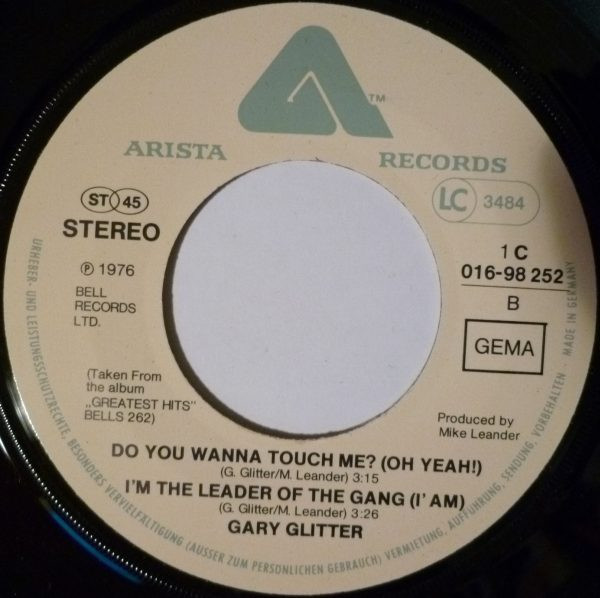 TM
ARISTA RECORDS
ST 45
STEREO
℗ 1976
BELL
RECORDS
LTD.
(Taken From
the album
„GREATEST HITS"
BELLS 262)
LC 3484
1 C
016-98 252
B
GEMA
Produced by
Mike Leander
DO YOU WANNA TOUCH ME? (OH YEAH!)
(G. Glitter/M. Leander) 3:15
I'M THE LEADER OF THE GANG (I' AM)
(G. Glitter/M. Leander) 3:26
GARY GLITTER
URHEBER- UND LEISTUNGSSCHUTZRECHTE, BESONDERS VERVIELFÄLTIGUNG (AUSSER ZUM PERSÖNLICHEN GEBRAUCH) VERMIETUNG, AUFFÜHRUNG, SENDUNG, VORBEHALTEN · MADE IN GERMANY